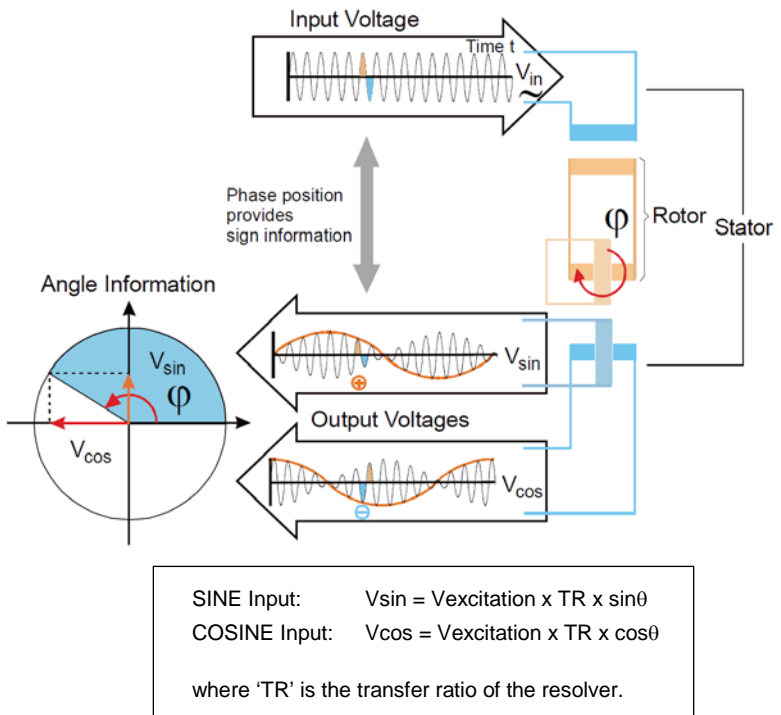 Input Voltage
Time t
Vin
~
Phase position
provides
sign information
φ
Rotor
Stator
Angle Information
Vsin
φ
Vcos
Vsin
⊕
Output Voltages
Vcos
⊖
SINE Input: Vsin = Vexcitation x TR x sinθ
COSINE Input: Vcos = Vexcitation x TR x cosθ
where ‘TR’ is the transfer ratio of the resolver.